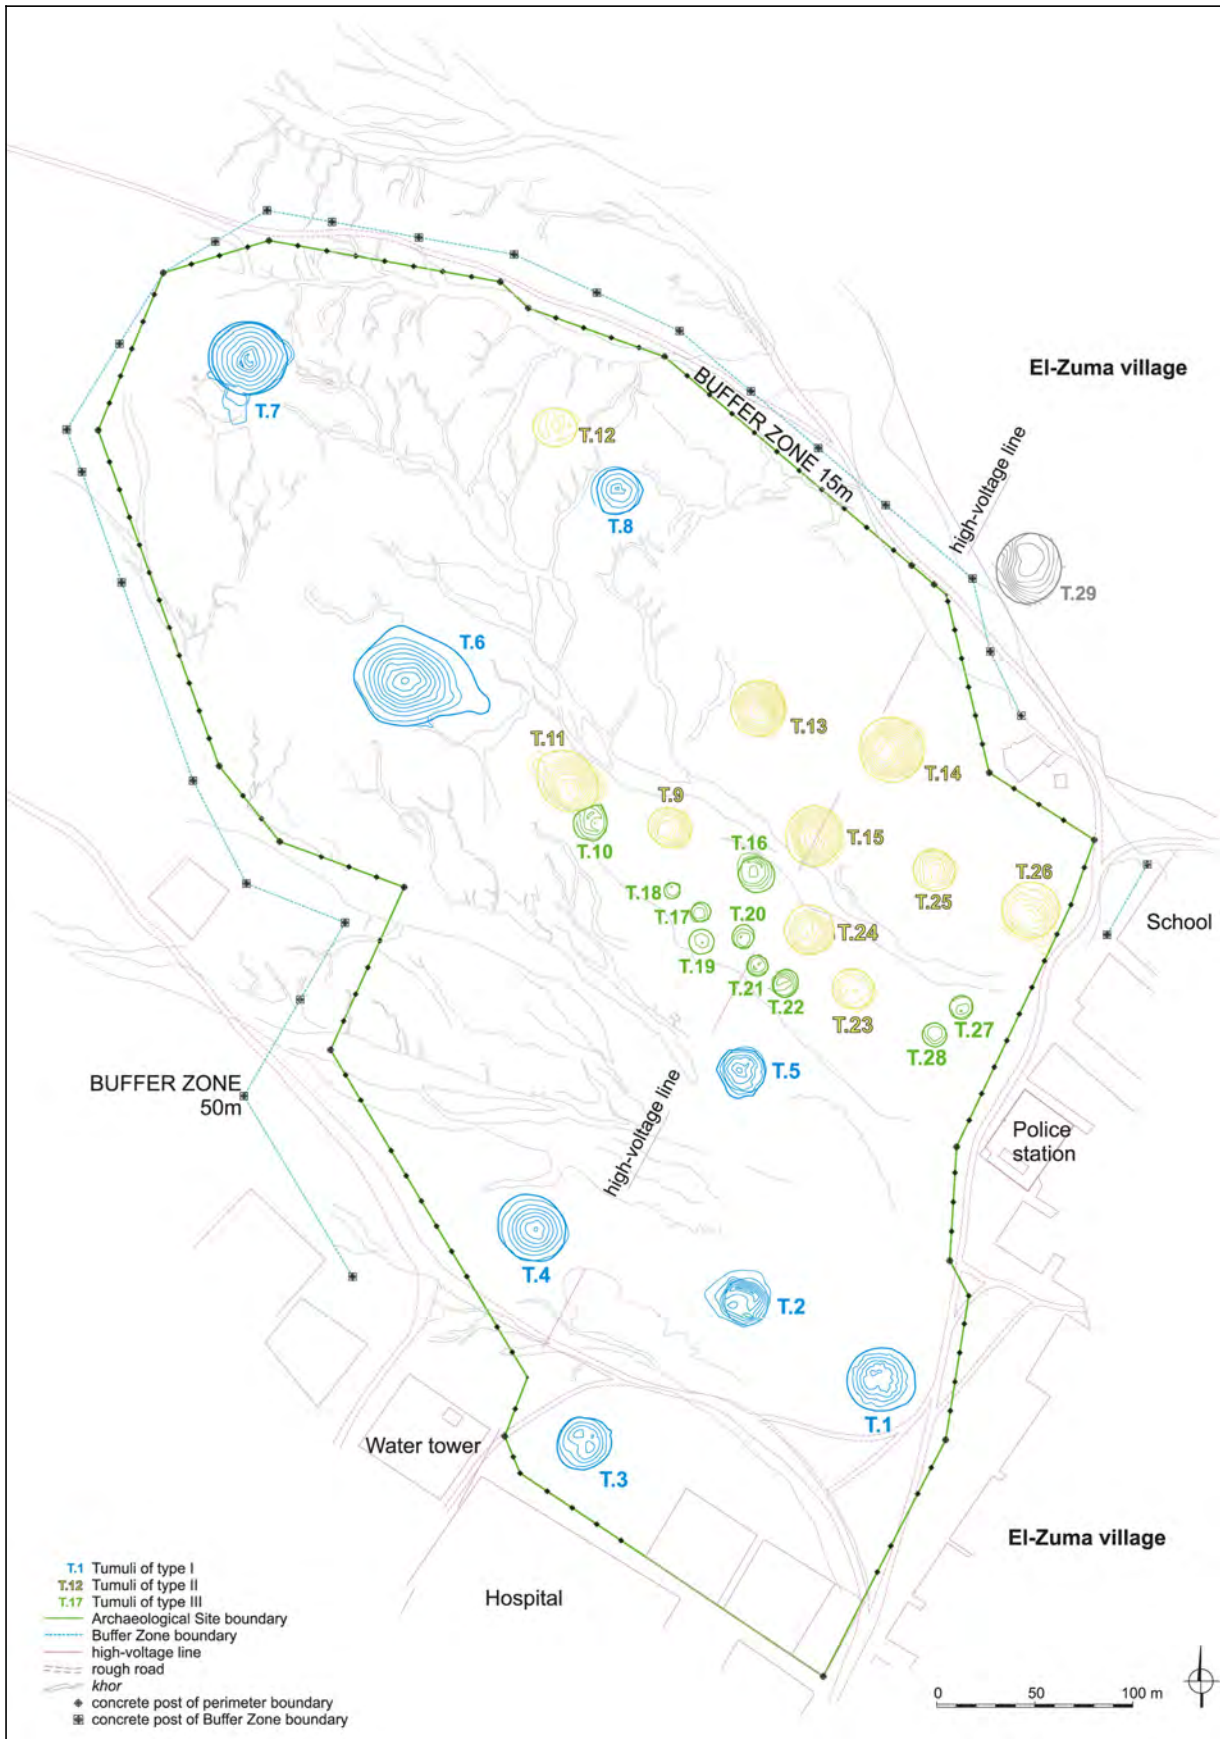 El-Zuma village
BUFFER ZONE 15m
high-voltage line
T.7
T.12
T.8
T.29
T.6
T.13
T.11
T.14
T.9
T.15
T.10
T.16
T.26
T.18
T.25
T.17
T.20
T.24
School
T.19
T.21
T.22
T.23
T.27
T.28
T.5
BUFFER ZONE
50m
high-voltage line
Police
station
T.4
T.2
T.1
Water tower
T.3
El-Zuma village
Hospital
T.1 Tumuli of type I
T.12 Tumuli of type II
T.17 Tumuli of type III
Archaeological Site boundary
Buffer Zone boundary
high-voltage line
rough road
khor
concrete post of perimeter boundary
concrete post of Buffer Zone boundary
0 50 100 m